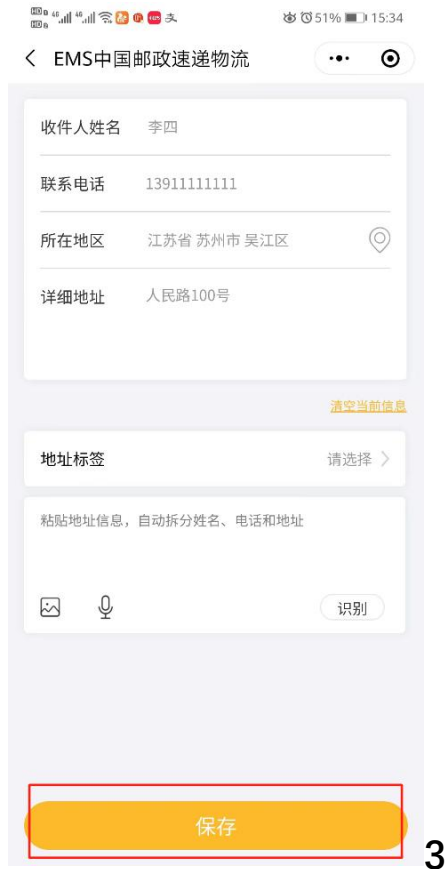 51% 15:34
EMS中国邮政速递物流
收件人姓名 李四
联系电话 13911111111
所在地区 江苏省 苏州市 吴江区
详细地址 人民路100号
清空当前信息
地址标签 请选择
粘贴地址信息，自动拆分姓名、电话和地址
识别
保存
3